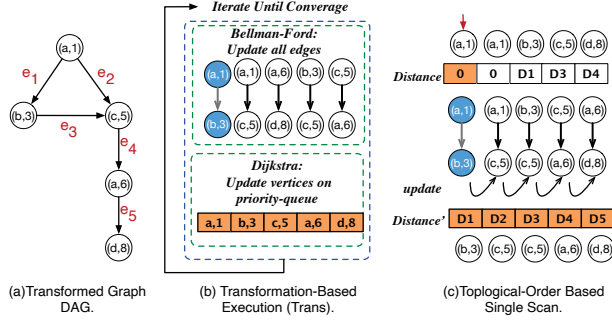 (a,1)
e1
e2
(b,3)
(c,5)
e3
e4
(a,6)
e5
(d,8)
(a)Transformed Graph
DAG.
Iterate Until Converage
Bellman-Ford:
Update all edges
(a,1) (a,1) (a,6) (b,3) (c,5)
(b,3) (c,5) (d,8) (c,5) (a,6)
Dijkstra:
Update vertices on
priority-queue
a,1 b,3 c,5 a,6 d,8
(b) Transformation-Based
Execution (Trans).
(a,1) (a,1) (b,3) (c,5) (d,8)
Distance 0 0 D1 D3 D4
(a,1) (a,1) (b,3) (c,5) (a,6)
(b,3) (c,5) (c,5) (a,6) (d,8)
update
Distance' D1 D2 D3 D4 D5
(b,3) (c,5) (c,5) (a,6) (d,8)
(c)Toplogical-Order Based
Single Scan.